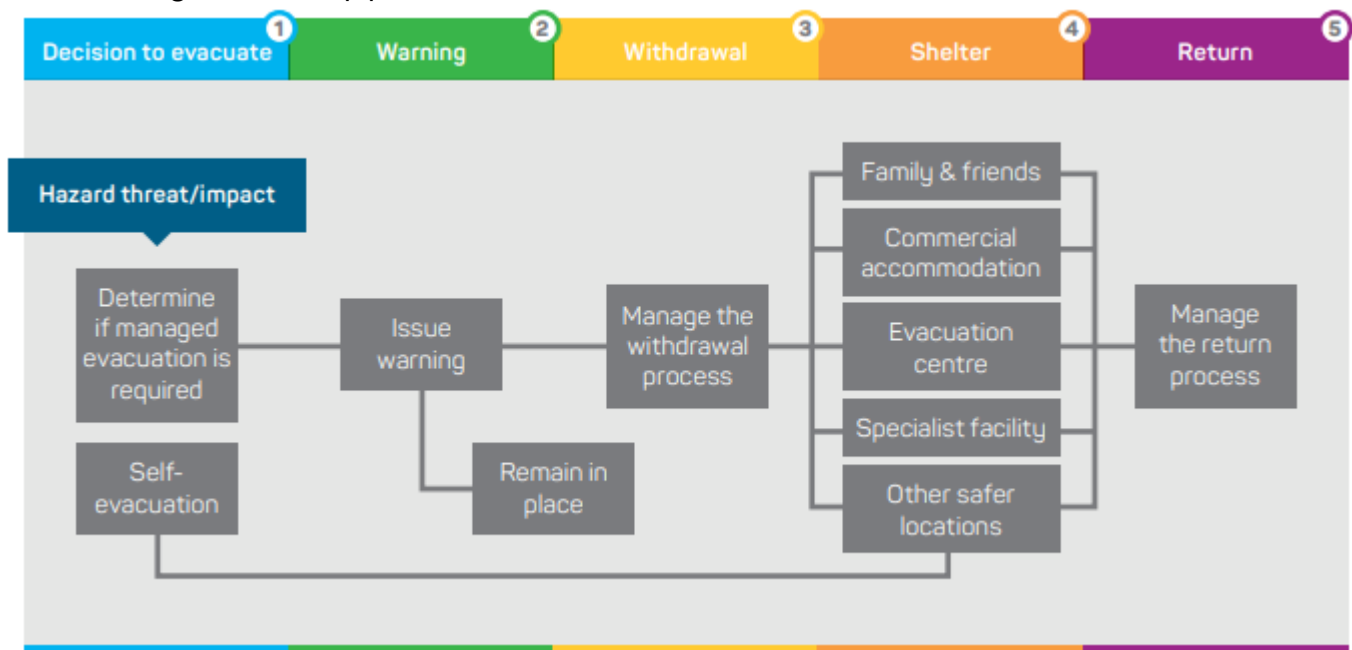 1
2
3
4
5
Decision to evacuate
Warning
Withdrawal
Shelter
Return
Hazard threat/impact
Determine
if managed
evacuation is
required
Self-
evacuation
Issue
warning
Remain in
place
Manage the
withdrawal
process
Family & friends
Commercial
accommodation
Evacuation
centre
Specialist facility
Other safer
locations
Manage
the return
process